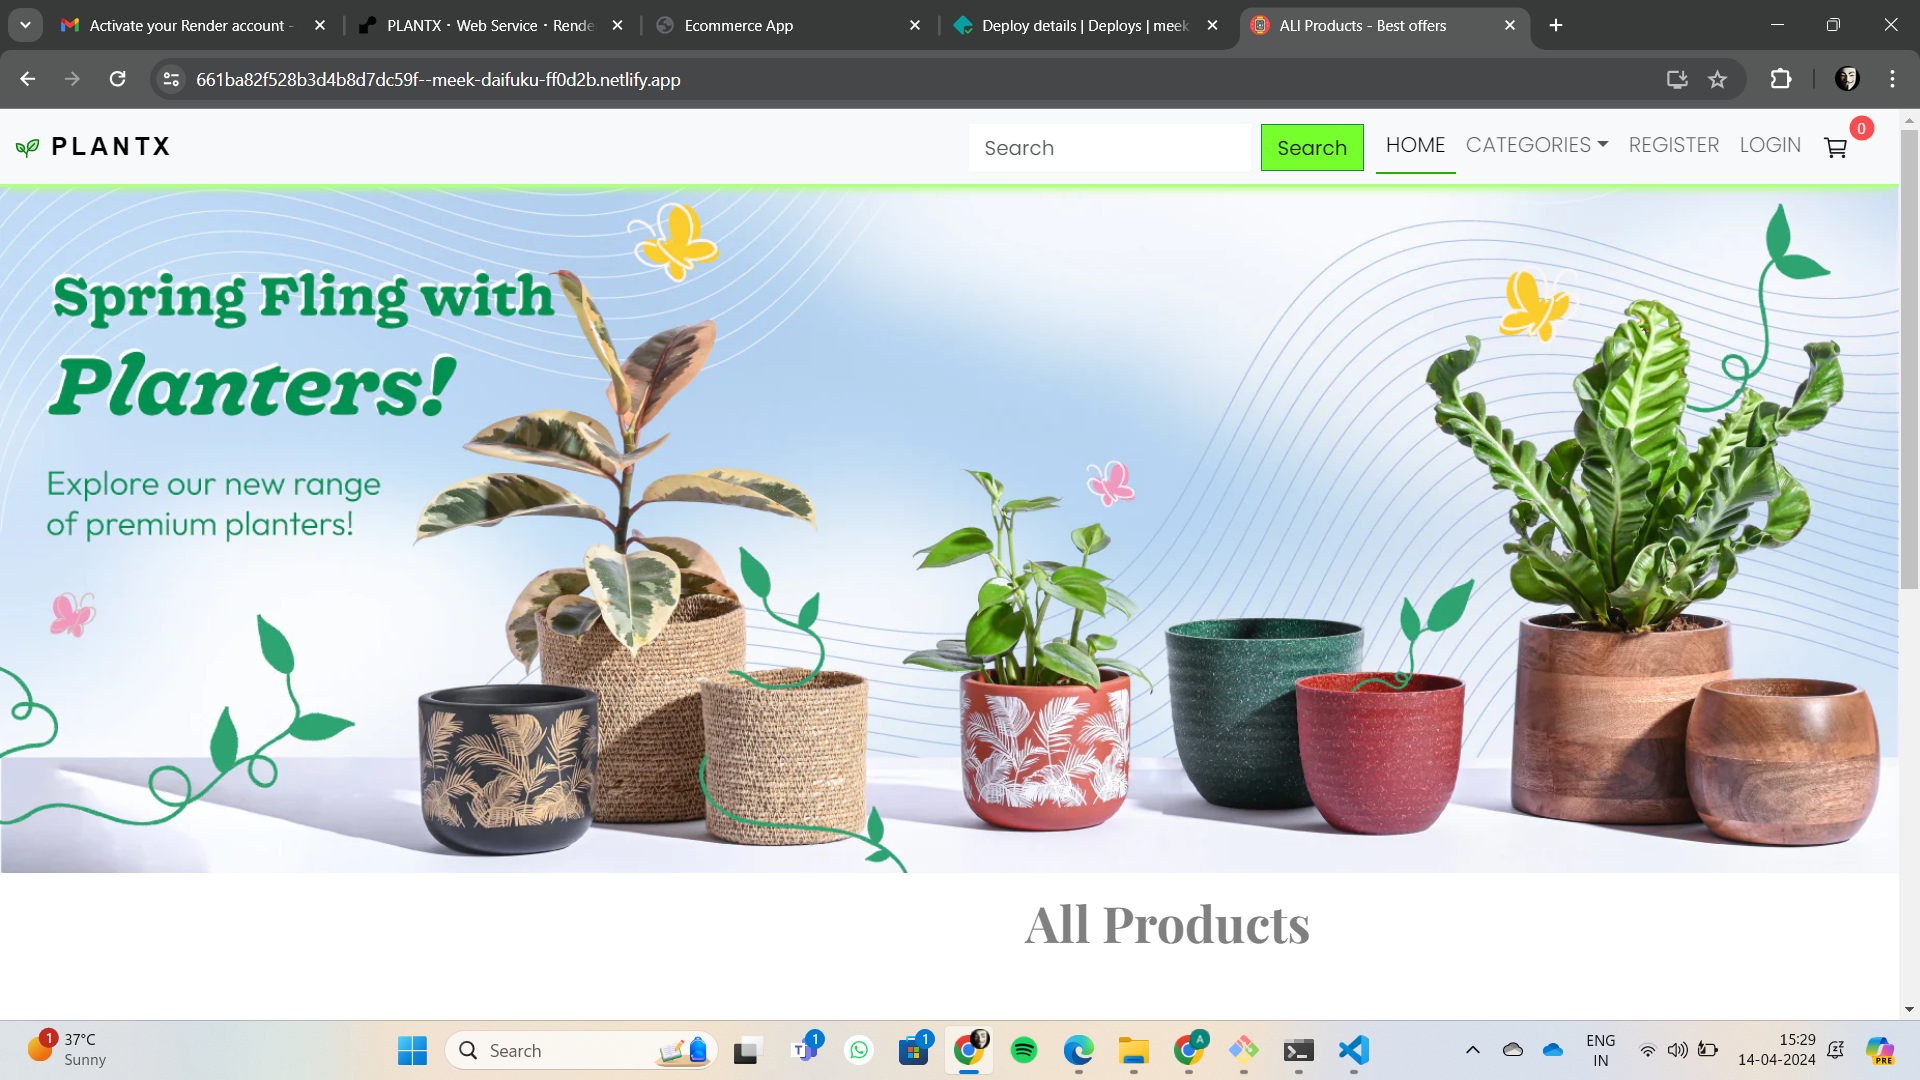 Activate your Render account -
PLANTX · Web Service · Rende
Ecommerce App
Deploy details | Deploys | meek
ALl Products - Best offers
661ba82f528b3d4b8d7dc59f--meek-daifuku-ff0d2b.netlify.app
PLANTX
Search
Search
HOME
CATEGORIES
REGISTER
LOGIN
0
Spring Fling with
Planters!
Explore our new range
of premium planters!
All Products
1
37°C
Sunny
Search
1
1
A
ENG
IN
15:29
14-04-2024
PRE